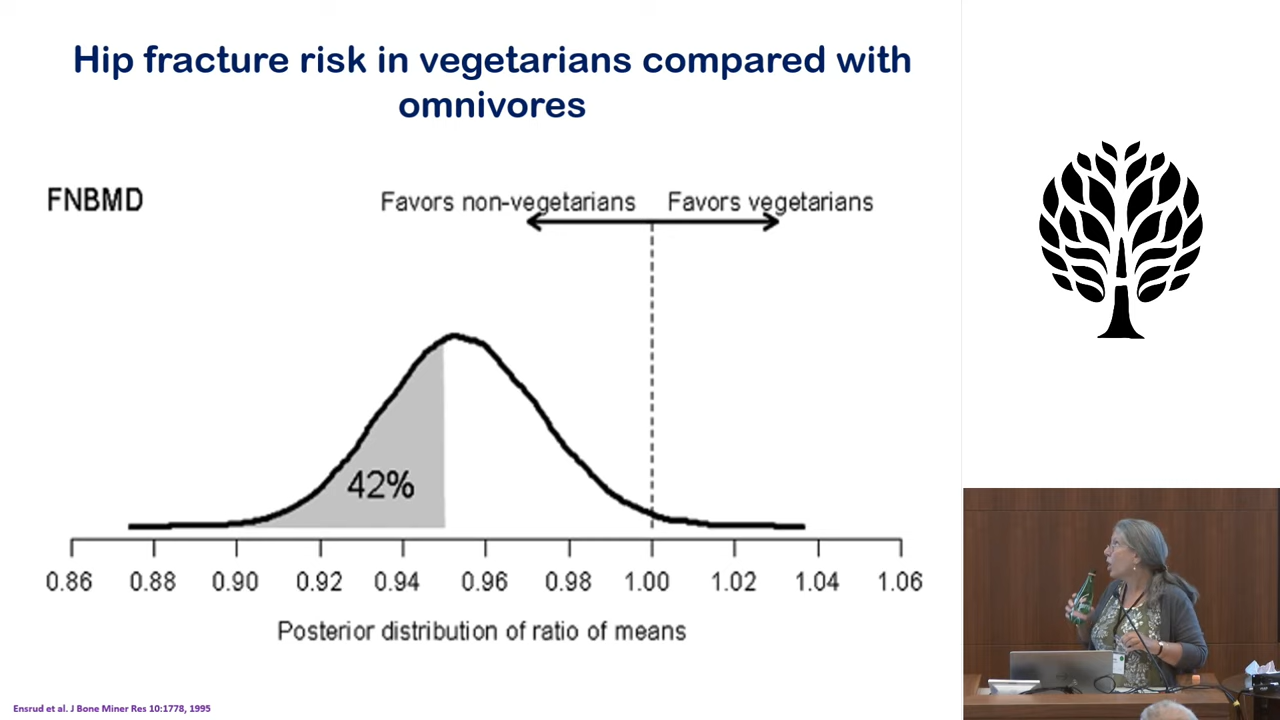 Hip fracture risk in vegetarians compared with
omnivores
FNBMD
Favors non-vegetarians
Favors vegetarians
42%
0.86 0.88 0.90 0.92 0.94 0.96 0.98 1.00 1.02 1.04 1.06
Posterior distribution of ratio of means
Ensrud et al. J Bone Miner Res 10:1778, 1995